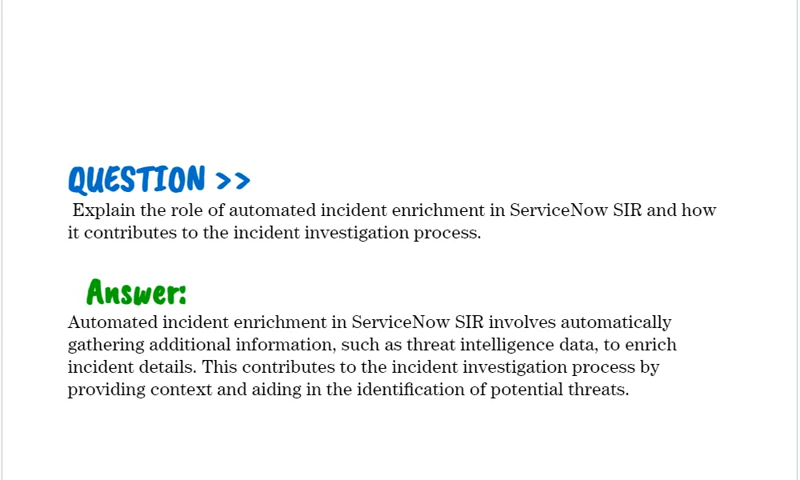 QUESTION >>
Explain the role of automated incident enrichment in ServiceNow SIR and how
it contributes to the incident investigation process.
Answer:
Automated incident enrichment in ServiceNow SIR involves automatically
gathering additional information, such as threat intelligence data, to enrich
incident details. This contributes to the incident investigation process by
providing context and aiding in the identification of potential threats.